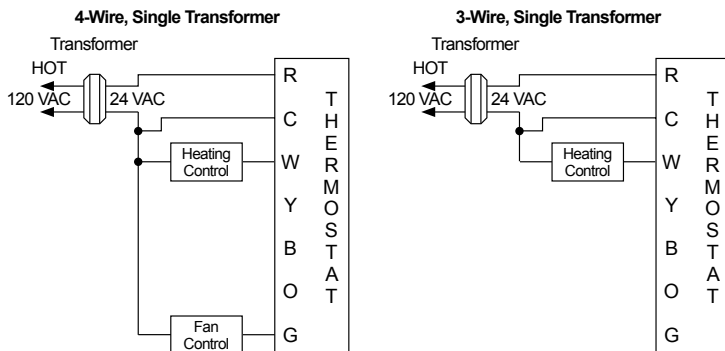 4-Wire, Single Transformer
Transformer
HOT
120 VAC
24 VAC
Heating
Control
Fan
Control
R
C
W
Y
B
O
G
THERMOSTAT
3-Wire, Single Transformer
Transformer
HOT
120 VAC
24 VAC
Heating
Control
R
C
W
Y
B
O
G
THERMOSTAT